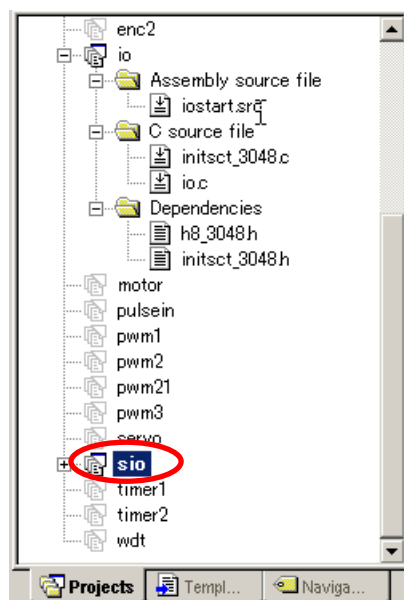 enc2
io
Assembly source file
iostart.src
C source file
initsct_3048.c
io.c
Dependencies
h8_3048.h
initsct_3048.h
motor
pulsein
pwm1
pwm2
pwm21
pwm3
servo
sio
timer1
timer2
wdt
Projects Templ... Naviga...